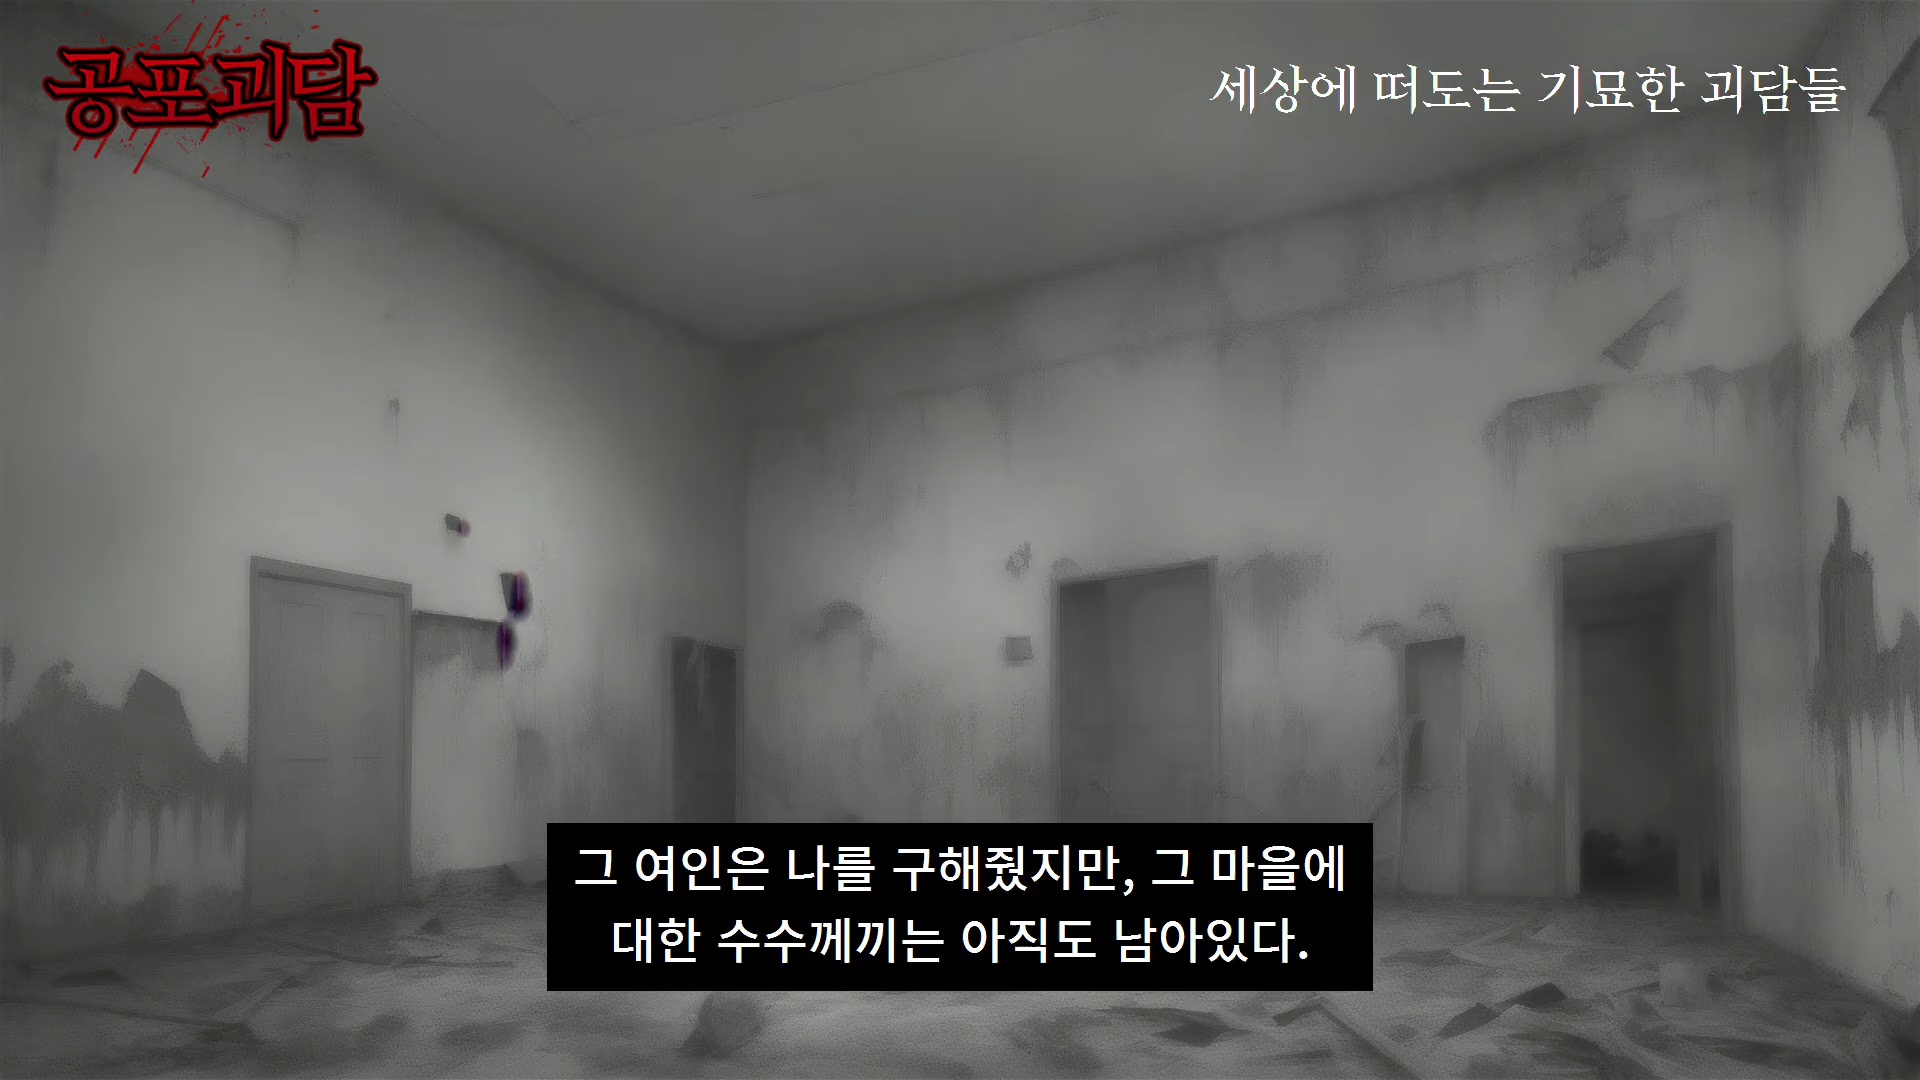 공포괴담
세상에 떠도는 기묘한 괴담들
그 여인은 나를 구해줬지만, 그 마을에
대한 수수께끼는 아직도 남아있다.